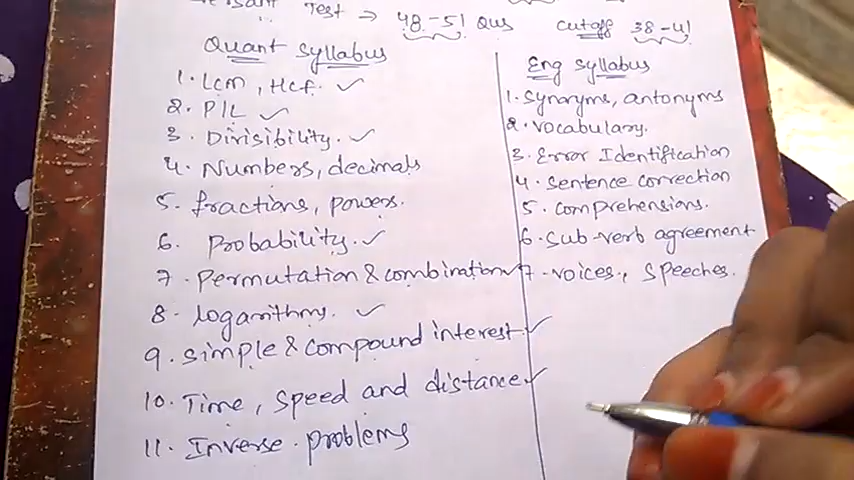 Test → 48-51 Qus cutoff 38-41
Quant syllabus
1. Lcm, Hcf. ✓
2. P/L ✓
3. Divisibility. ✓
4. Numbers, decimals
5. fractions, powers.
6. Probability. ✓
7. Permutation & combination ✓
8. logarithms. ✓
9. simple & compound interest ✓
10. Time, speed and distance ✓
11. Inverse problems
Eng syllabus
1. synonyms, antonyms
2. vocabulary.
3. Error Identification
4. sentence correction
5. comprehensions.
6. sub-verb agreement
7. voices, speeches.